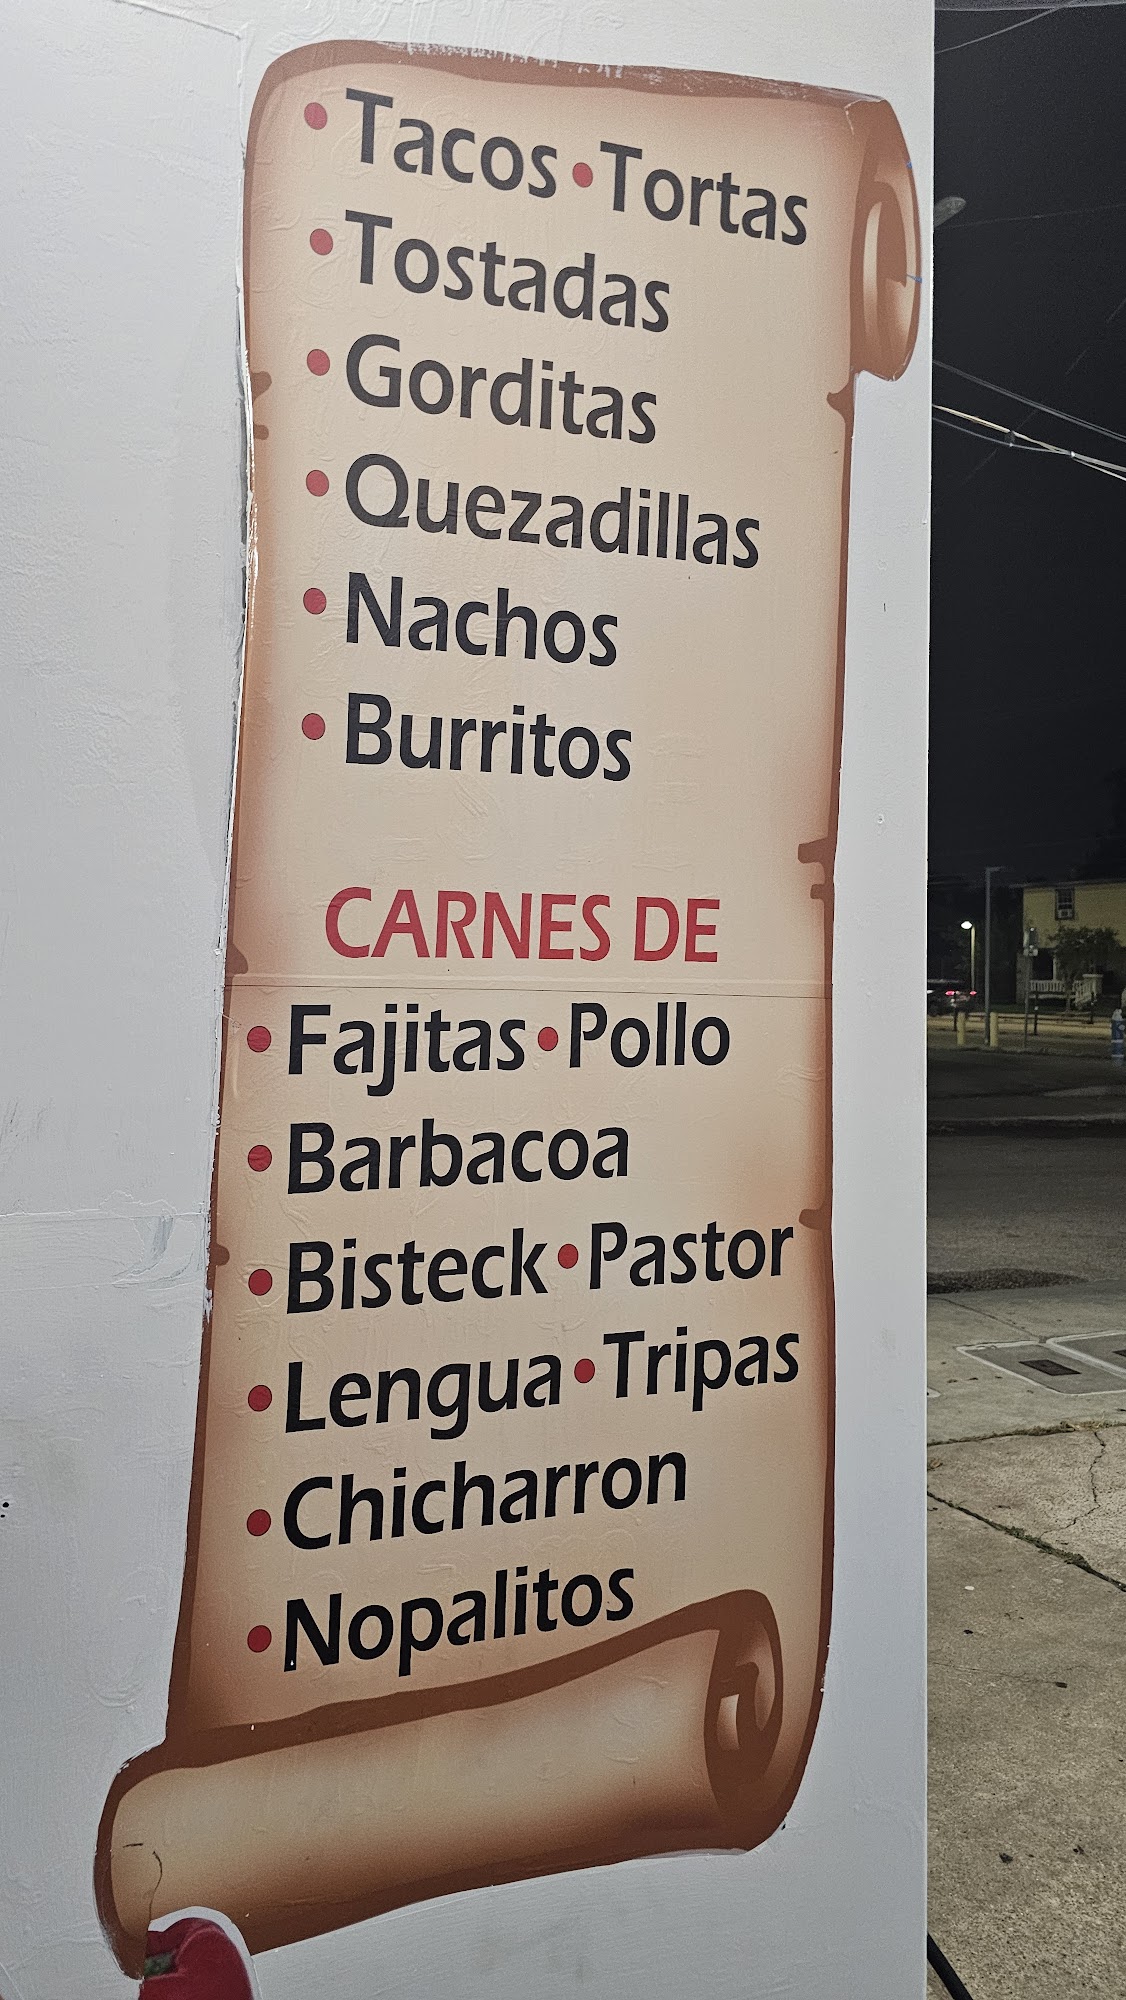 • Tacos • Tortas
• Tostadas
• Gorditas
• Quezadillas
• Nachos
• Burritos
CARNES DE
• Fajitas • Pollo
• Barbacoa
• Bisteck • Pastor
• Lengua • Tripas
• Chicharron
• Nopalitos